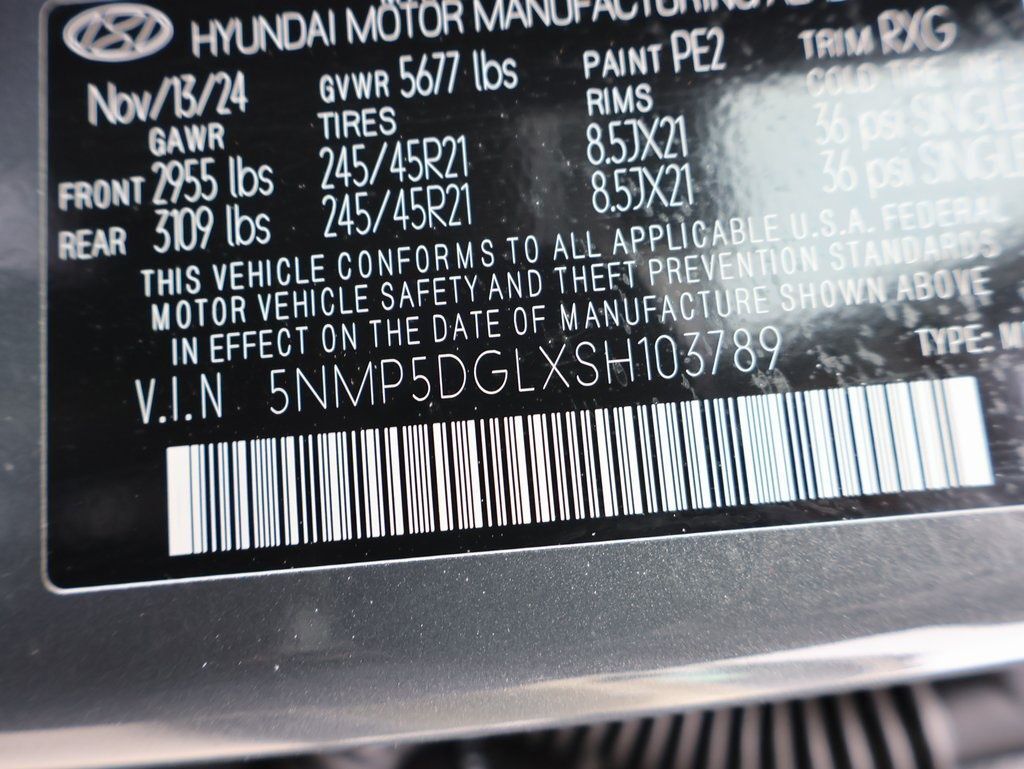 HYUNDAI MOTOR MANUFACTURING
Nov/13/24 GVWR 5677 lbs PAINT PE2 TRIM RXG
GAWR TIRES RIMS COLD TIRE INFL
FRONT 2955 lbs 245/45R21 8.5JX21 36 psi SINGLE
REAR 3109 lbs 245/45R21 8.5JX21 36 psi SINGLE
THIS VEHICLE CONFORMS TO ALL APPLICABLE U.S.A. FEDERAL
MOTOR VEHICLE SAFETY AND THEFT PREVENTION STANDARDS
IN EFFECT ON THE DATE OF MANUFACTURE SHOWN ABOVE
V.I.N 5NMP5DGLXSH103789 TYPE: